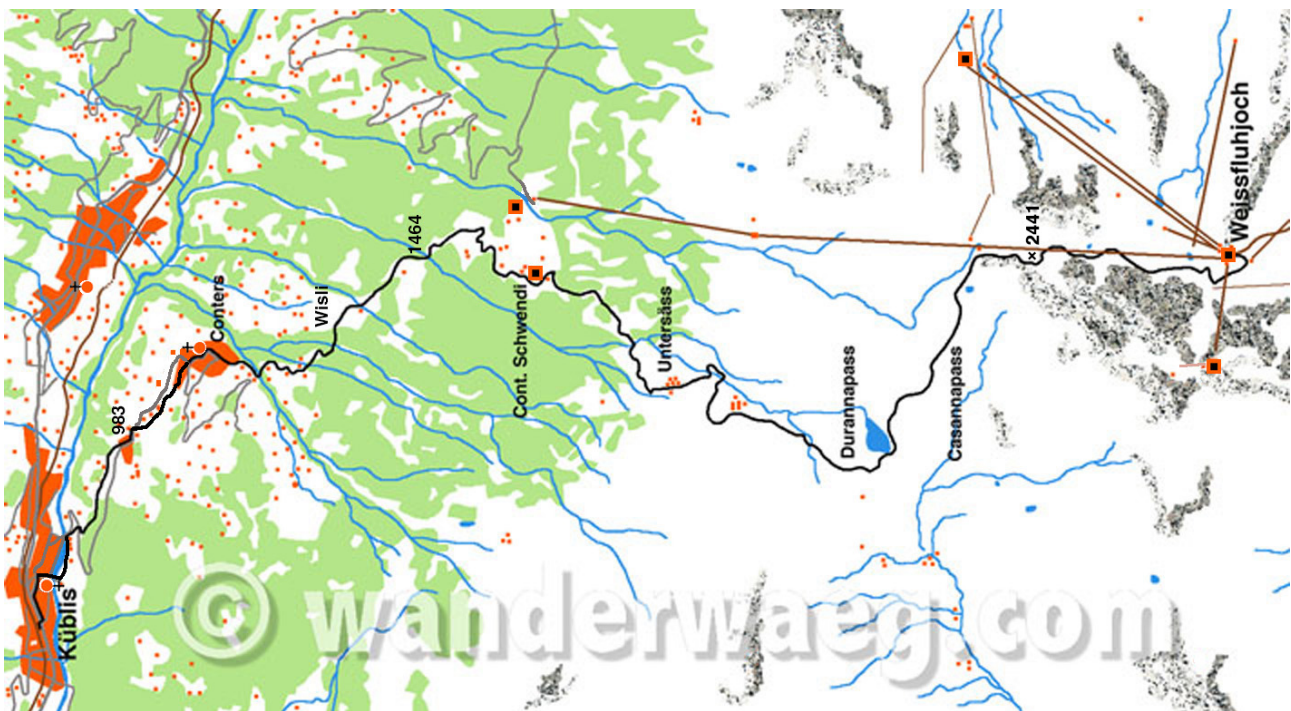 Küblis
983
Conters
Wisli
1464
Cont. Schwendi
Untersäss
Durannapass
Casannapass
2441
Weissfluhjoch
© wanderwaeg.com